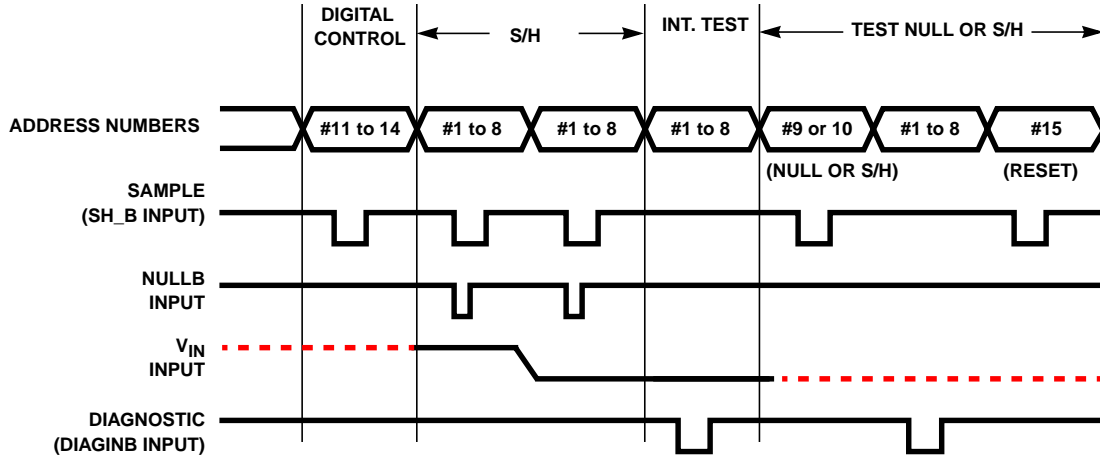 DIGITAL
CONTROL
S/H
INT. TEST
TEST NULL OR S/H
ADDRESS NUMBERS
#11 to 14
#1 to 8
#1 to 8
#1 to 8
#9 or 10
#1 to 8
#15
(NULL OR S/H)
(RESET)
SAMPLE
(SH_B INPUT)
NULLB
INPUT
VIN
INPUT
DIAGNOSTIC
(DIAGINB INPUT)